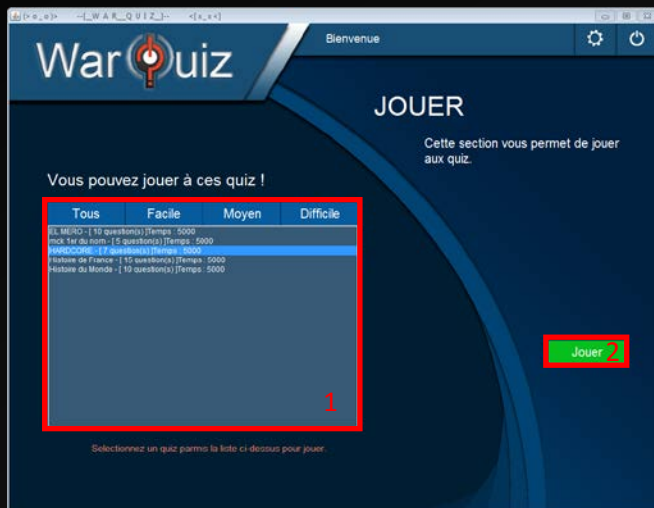 (>o_o)> --[_W A R__Q U I Z_]-- <[x_x<]
Bienvenue
War Quiz
JOUER
Cette section vous permet de jouer
aux quiz.
Vous pouvez jouer à ces quiz !
Tous Facile Moyen Difficile
EL MERO - [ 10 question(s) ]Temps : 5000
mck 1er du nom - [ 5 question(s) ]Temps : 5000
HARDCORE - [ 7 question(s) ]Temps : 5000
Histoire de France - [ 15 question(s) ]Temps : 5000
Histoire du Monde - [ 10 question(s) ]Temps : 5000
1
Jouer 2
Selectionnez un quiz parmis la liste ci-dessus pour jouer.